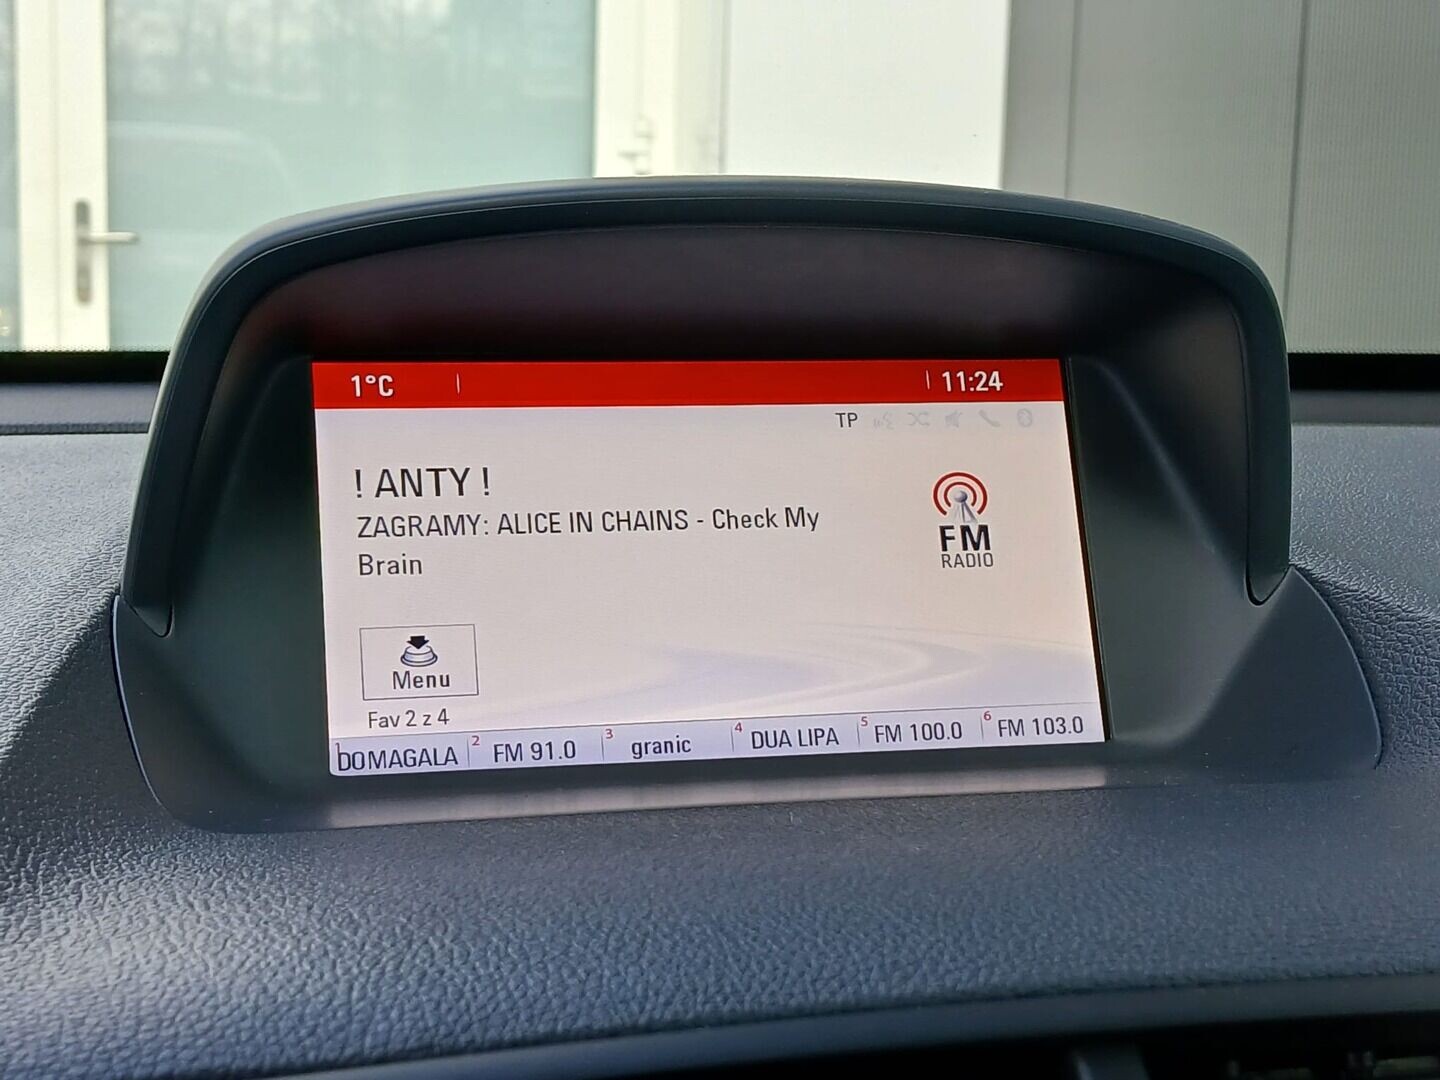 1°C 11:24
TP
! ANTY !
ZAGRAMY: ALICE IN CHAINS - Check My
Brain
FM
RADIO
Menu
Fav 2 z 4
1 DOMAGALA 2 FM 91.0 3 granic 4 DUA LIPA 5 FM 100.0 6 FM 103.0